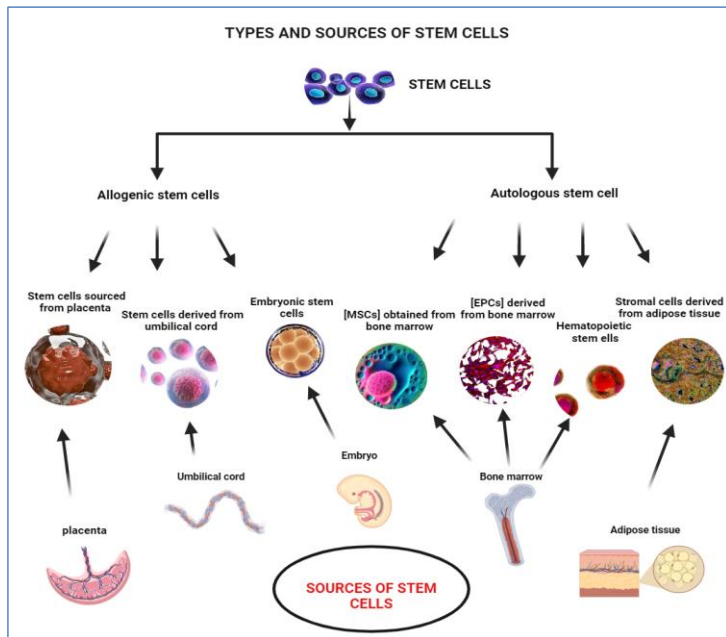 TYPES AND SOURCES OF STEM CELLS
STEM CELLS
Allogenic stem cells
Autologous stem cell
Stem cells sourced
from placenta
Stem cells derived from
umbilical cord
Embryonic stem
cells
[MSCs] obtained from
bone marrow
[EPCs] derived
from bone marrow
Hematopoietic
stem ells
Stromal cells derived
from adipose tissue
placenta
Umbilical cord
Embryo
Bone marrow
Adipose tissue
SOURCES OF STEM
CELLS